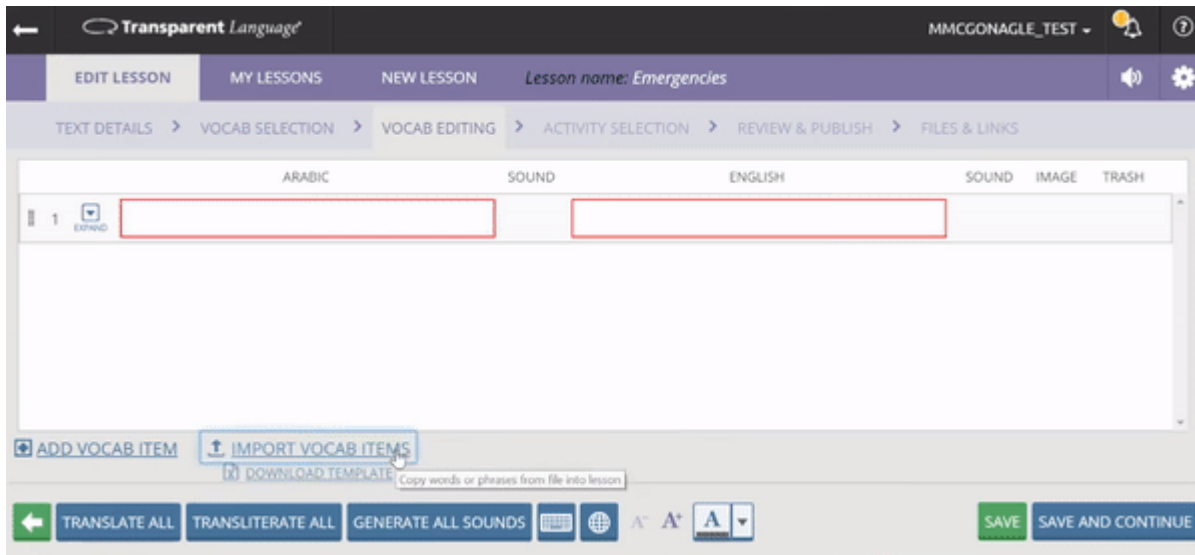 Transparent Language MMCGONAGLE_TEST
EDIT LESSON MY LESSONS NEW LESSON Lesson name: Emergencies
TEXT DETAILS > VOCAB SELECTION > VOCAB EDITING > ACTIVITY SELECTION > REVIEW & PUBLISH > FILES & LINKS
ARABIC SOUND ENGLISH SOUND IMAGE TRASH
1 EXPAND
ADD VOCAB ITEM IMPORT VOCAB ITEMS
DOWNLOAD TEMPLATE Copy words or phrases from file into lesson
TRANSLATE ALL TRANSLITERATE ALL GENERATE ALL SOUNDS A- A+ A SAVE SAVE AND CONTINUE